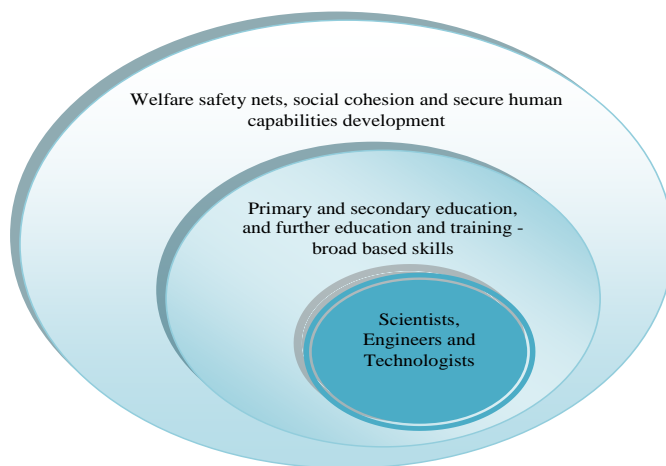 Welfare safety nets, social cohesion and secure human
capabilities development
Primary and secondary education,
and further education and training -
broad based skills
Scientists,
Engineers and
Technologists